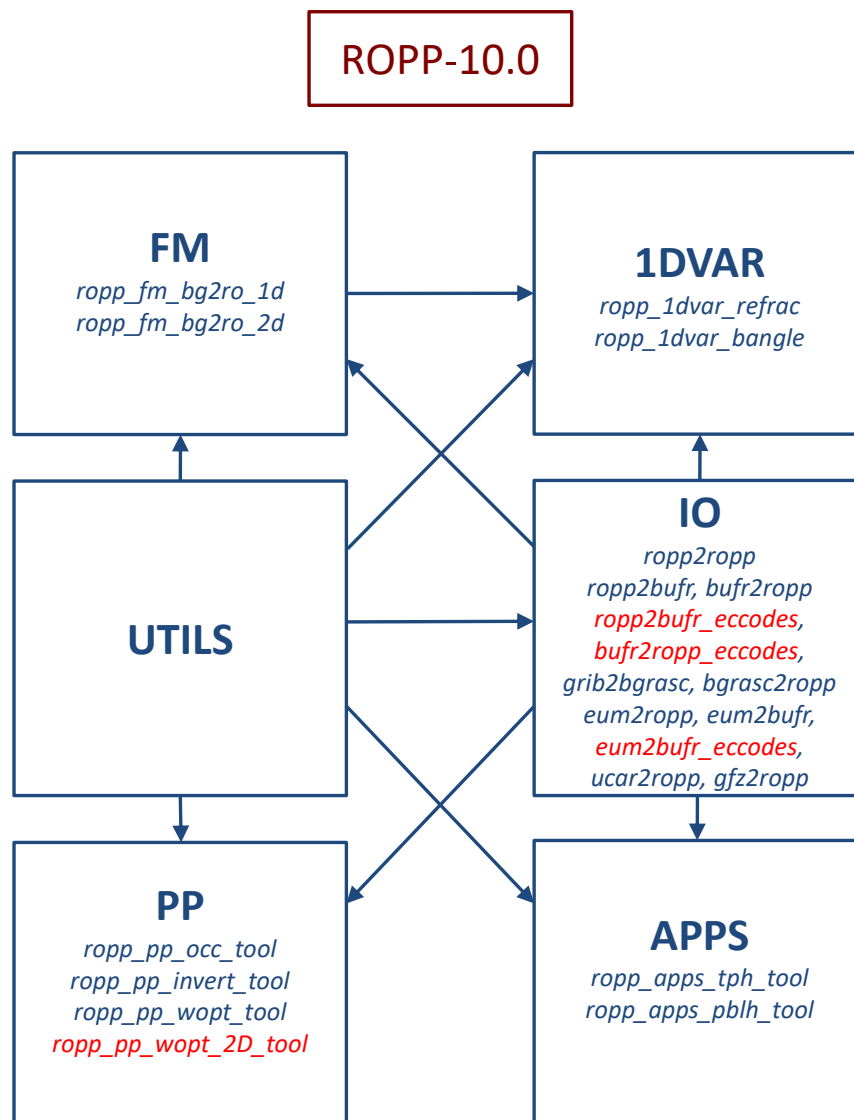 ROPP-10.0
FM
ropp_fm_bg2ro_1d
ropp_fm_bg2ro_2d
1DVAR
ropp_1dvar_refrac
ropp_1dvar_bangle
UTILS
IO
ropp2ropp
ropp2bufr, bufr2ropp
ropp2bufr_eccodes,
bufr2ropp_eccodes,
grib2bgrasc, bgrasc2ropp
eum2ropp, eum2bufr,
eum2bufr_eccodes,
ucar2ropp, gfz2ropp
PP
ropp_pp_occ_tool
ropp_pp_invert_tool
ropp_pp_wopt_tool
ropp_pp_wopt_2D_tool
APPS
ropp_apps_tph_tool
ropp_apps_pblh_tool